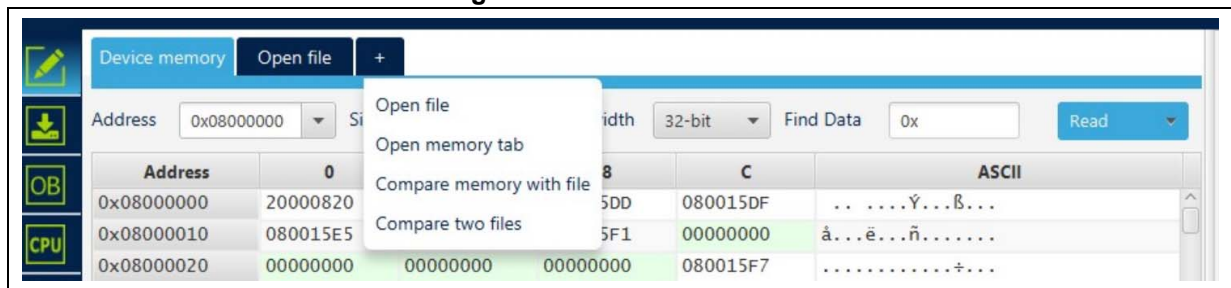 Device memory Open file +
Address 0x08000000 Si idth 32-bit Find Data 0x Read
Open file
Open memory tab
Compare memory with file
Compare two files
Address 0 8 C ASCII
0x08000000 20000820 5DD 080015DF .. ....Ý...ß...
0x08000010 080015E5 5F1 00000000 å...ë...ñ.......
0x08000020 00000000 00000000 00000000 080015F7 ............÷...
OB
CPU